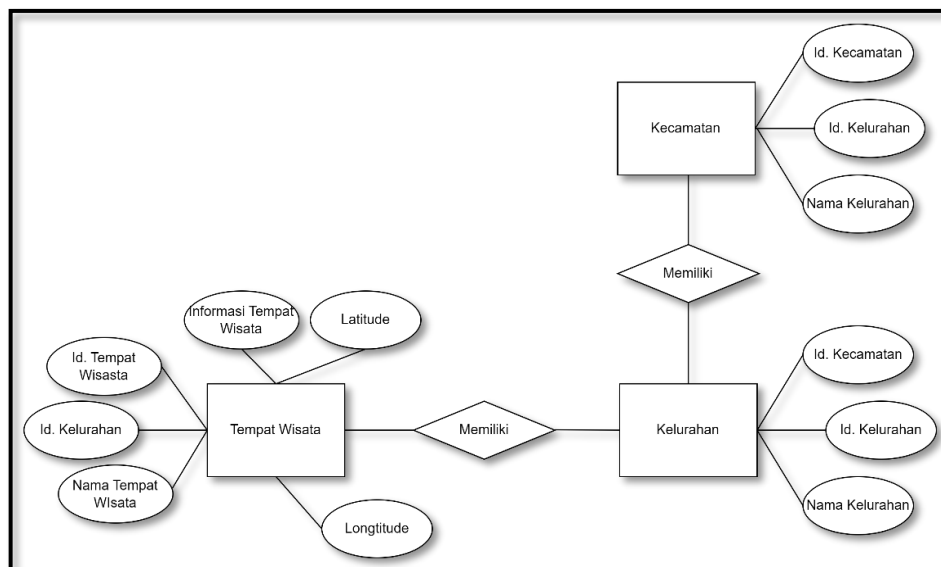 Id. Kecamatan
Kecamatan
Id. Kelurahan
Nama Kelurahan
Memiliki
Informasi Tempat
Wisata
Latitude
Id. Tempat
Wisasta
Id. Kelurahan
Nama Tempat
WIsata
Tempat Wisata
Longtitude
Memiliki
Kelurahan
Id. Kecamatan
Id. Kelurahan
Nama Kelurahan